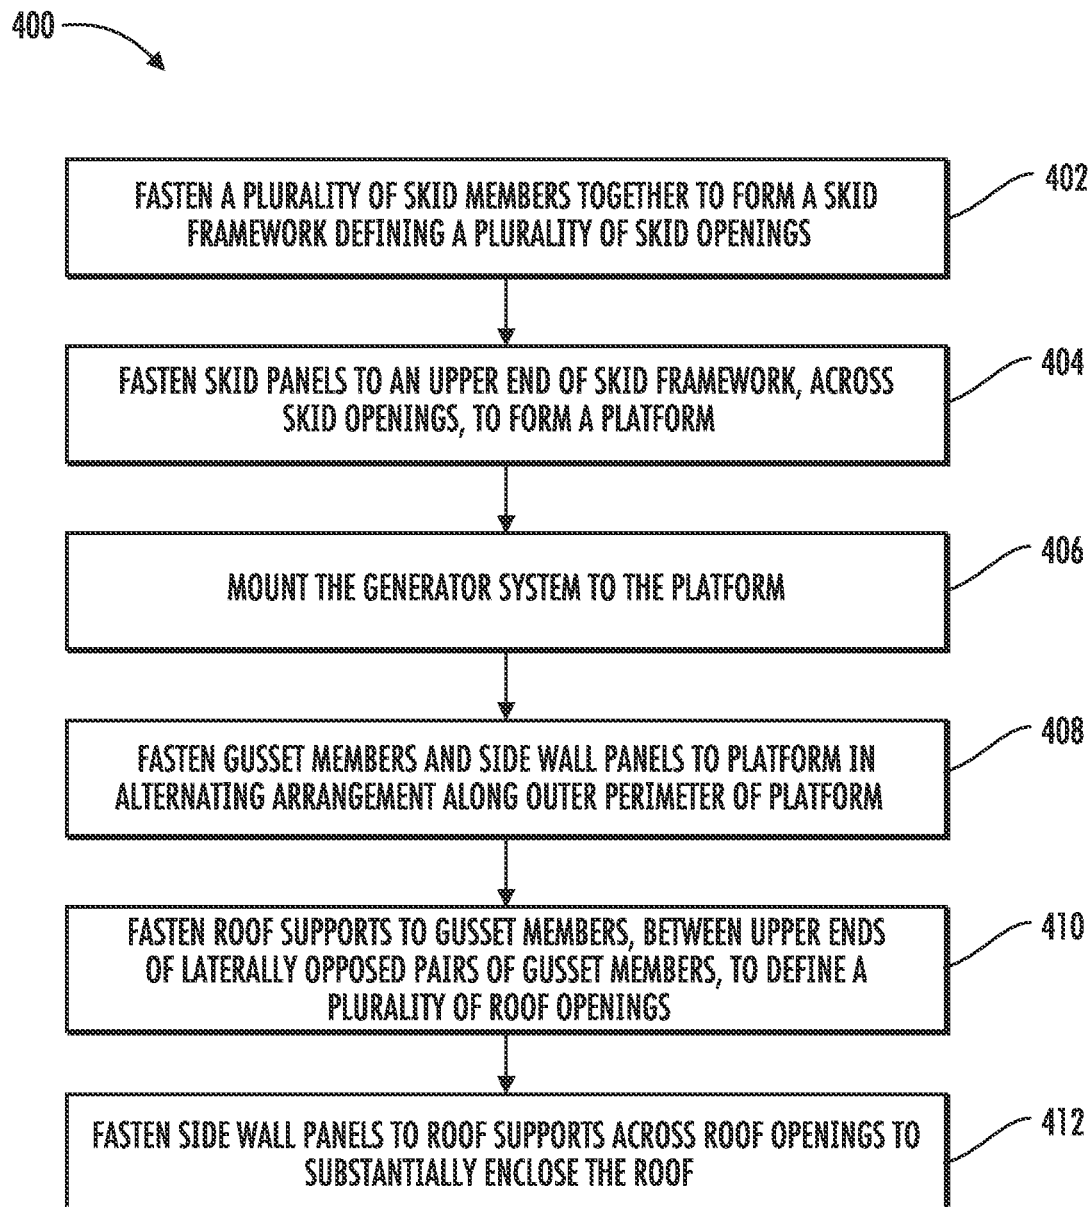 400
FASTEN A PLURALITY OF SKID MEMBERS TOGETHER TO FORM A SKID
FRAMEWORK DEFINING A PLURALITY OF SKID OPENINGS
402
FASTEN SKID PANELS TO AN UPPER END OF SKID FRAMEWORK, ACROSS
SKID OPENINGS, TO FORM A PLATFORM
404
MOUNT THE GENERATOR SYSTEM TO THE PLATFORM
406
FASTEN GUSSET MEMBERS AND SIDE WALL PANELS TO PLATFORM IN
ALTERNATING ARRANGEMENT ALONG OUTER PERIMETER OF PLATFORM
408
FASTEN ROOF SUPPORTS TO GUSSET MEMBERS, BETWEEN UPPER ENDS
OF LATERALLY OPPOSED PAIRS OF GUSSET MEMBERS, TO DEFINE A
PLURALITY OF ROOF OPENINGS
410
FASTEN SIDE WALL PANELS TO ROOF SUPPORTS ACROSS ROOF OPENINGS TO
SUBSTANTIALLY ENCLOSE THE ROOF
412